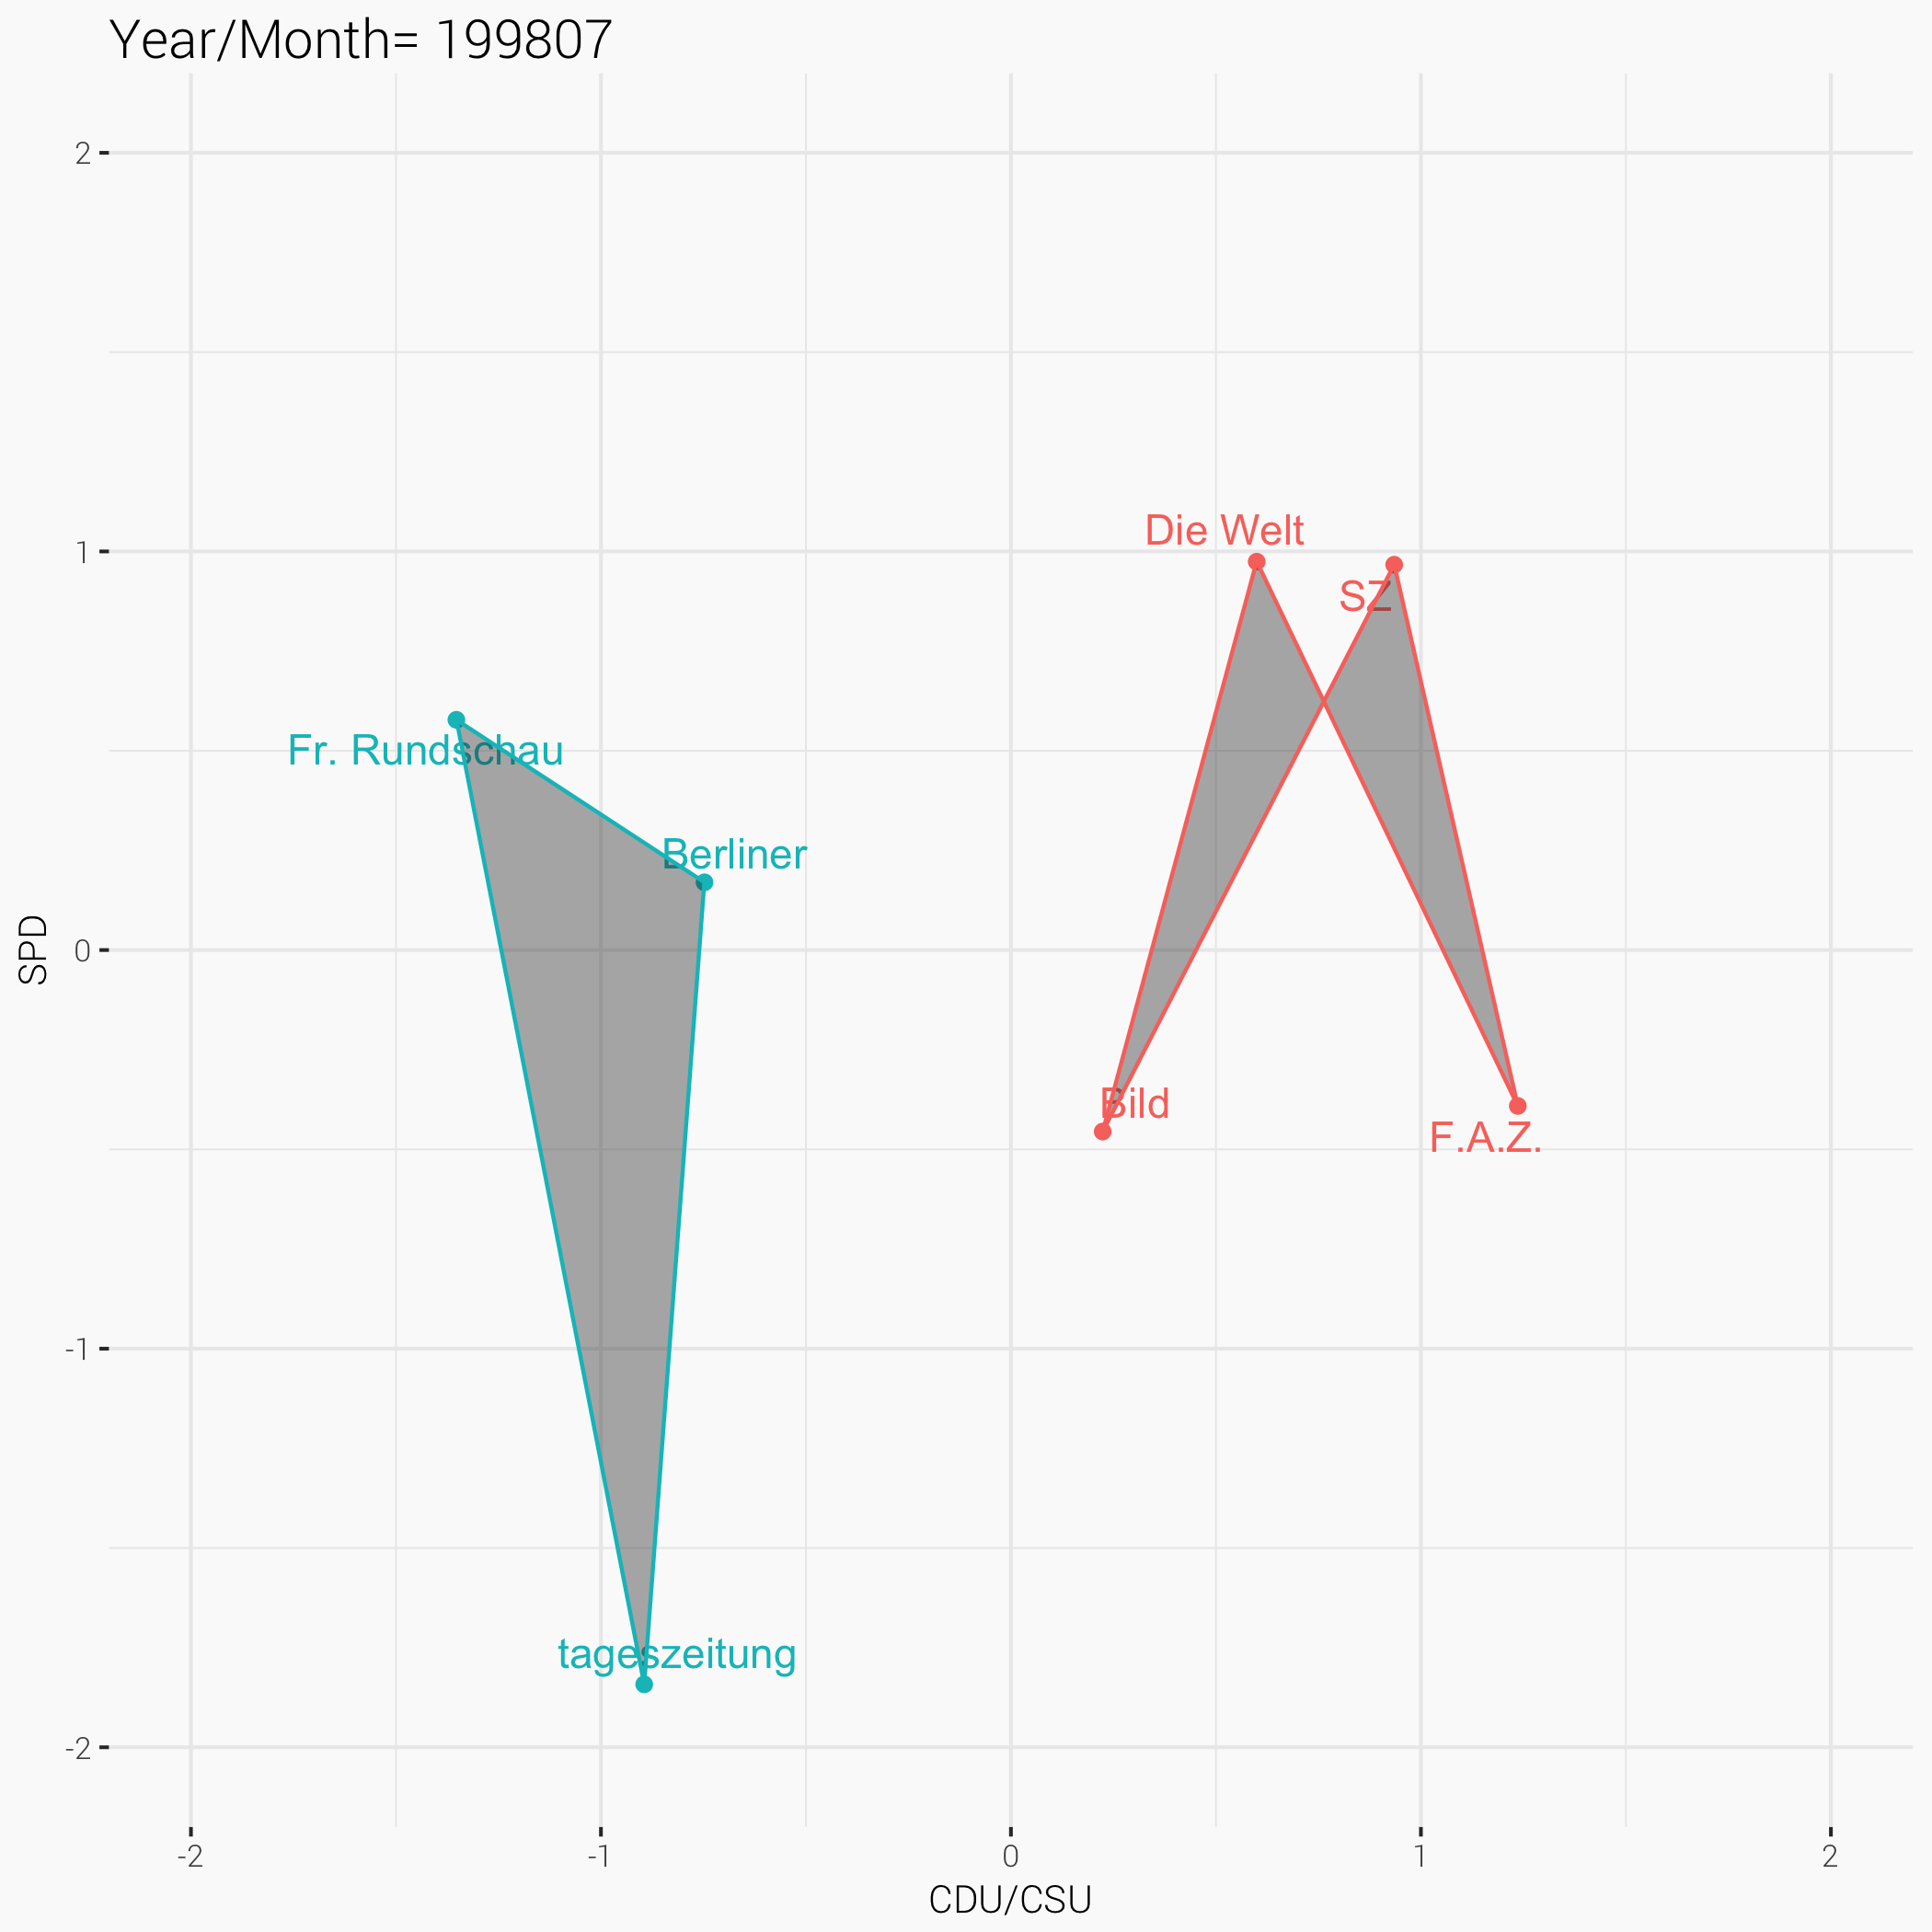 Year/Month= 199807
2
1
0
-1
-2
SPD
Die Welt
SZ
Fr. Rundschau
Berliner
Bild
F.A.Z.
tageszeitung
-2
-1
0
1
2
CDU/CSU